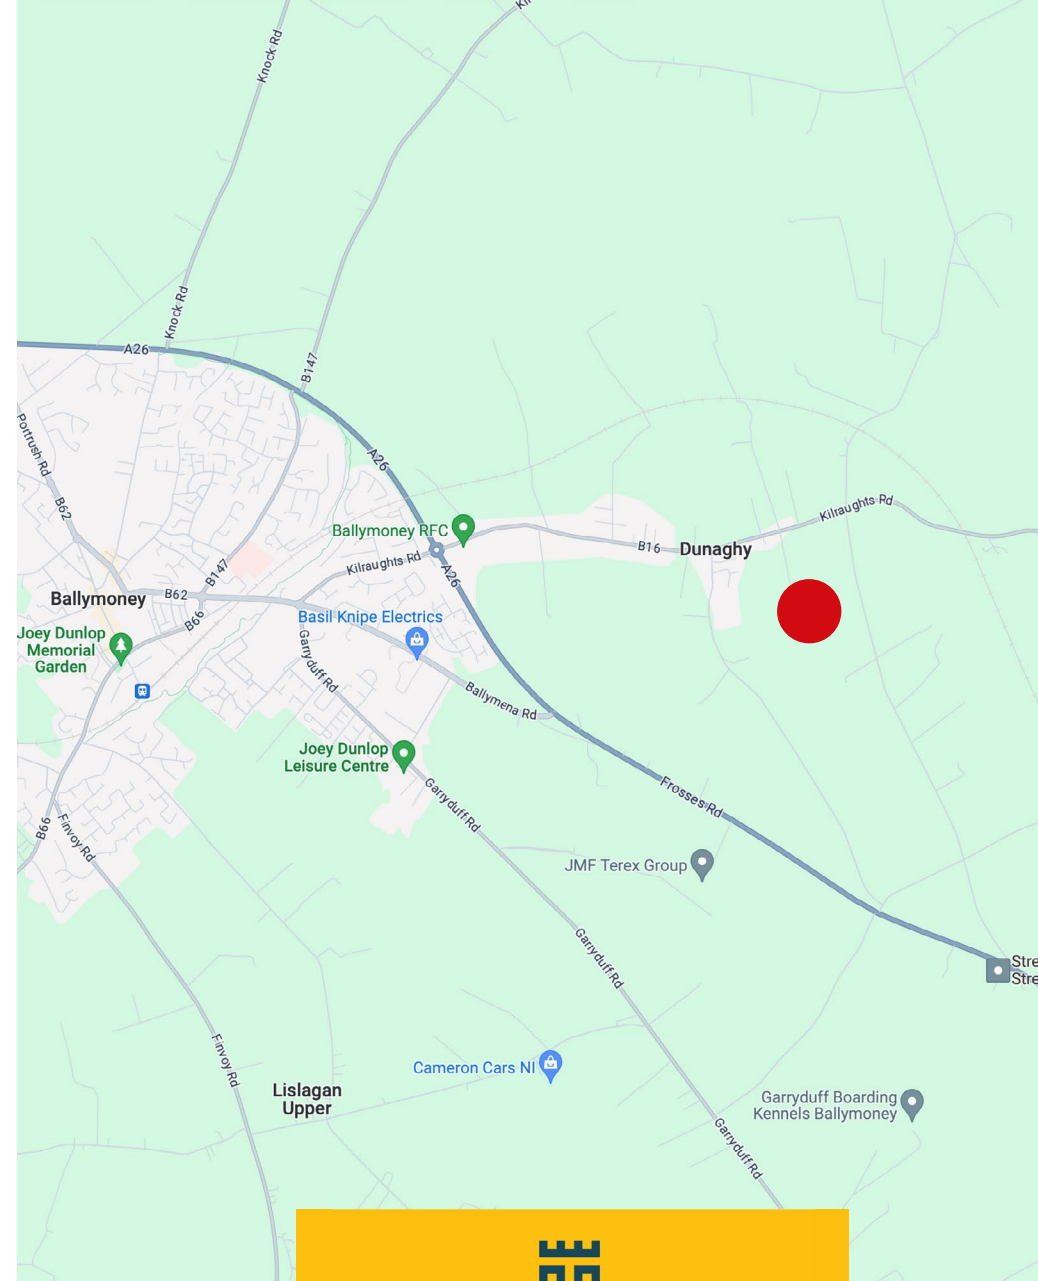 Knock Rd
Knock Rd
A26
B147
Portrush Rd
A26
B62
Kilraughts Rd
Ballymoney RFC
B16
Dunaghy
Kilraughts Rd
A26
B147
B62
Ballymoney
B66
Basil Knipe Electrics
Joey Dunlop
Memorial
Garden
Garryduff Rd
Ballymena Rd
Joey Dunlop
Leisure Centre
Garryduff Rd
Frosses Rd
B66
Finvoy Rd
JMF Terex Group
Garryduff Rd
Stre
Stre
Finvoy Rd
Cameron Cars NI
Lislagan
Upper
Garryduff Boarding
Kennels Ballymoney
Garryduff Rd